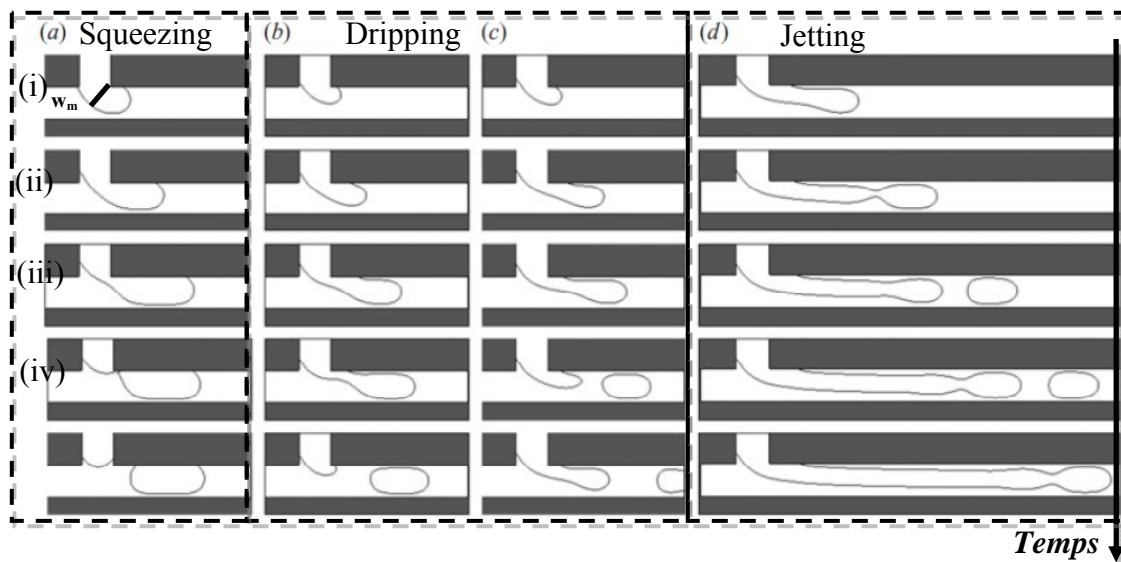 (a) Squeezing (b) Dripping (c) (d) Jetting
(i) wm
(ii)
(iii)
(iv)
Temps